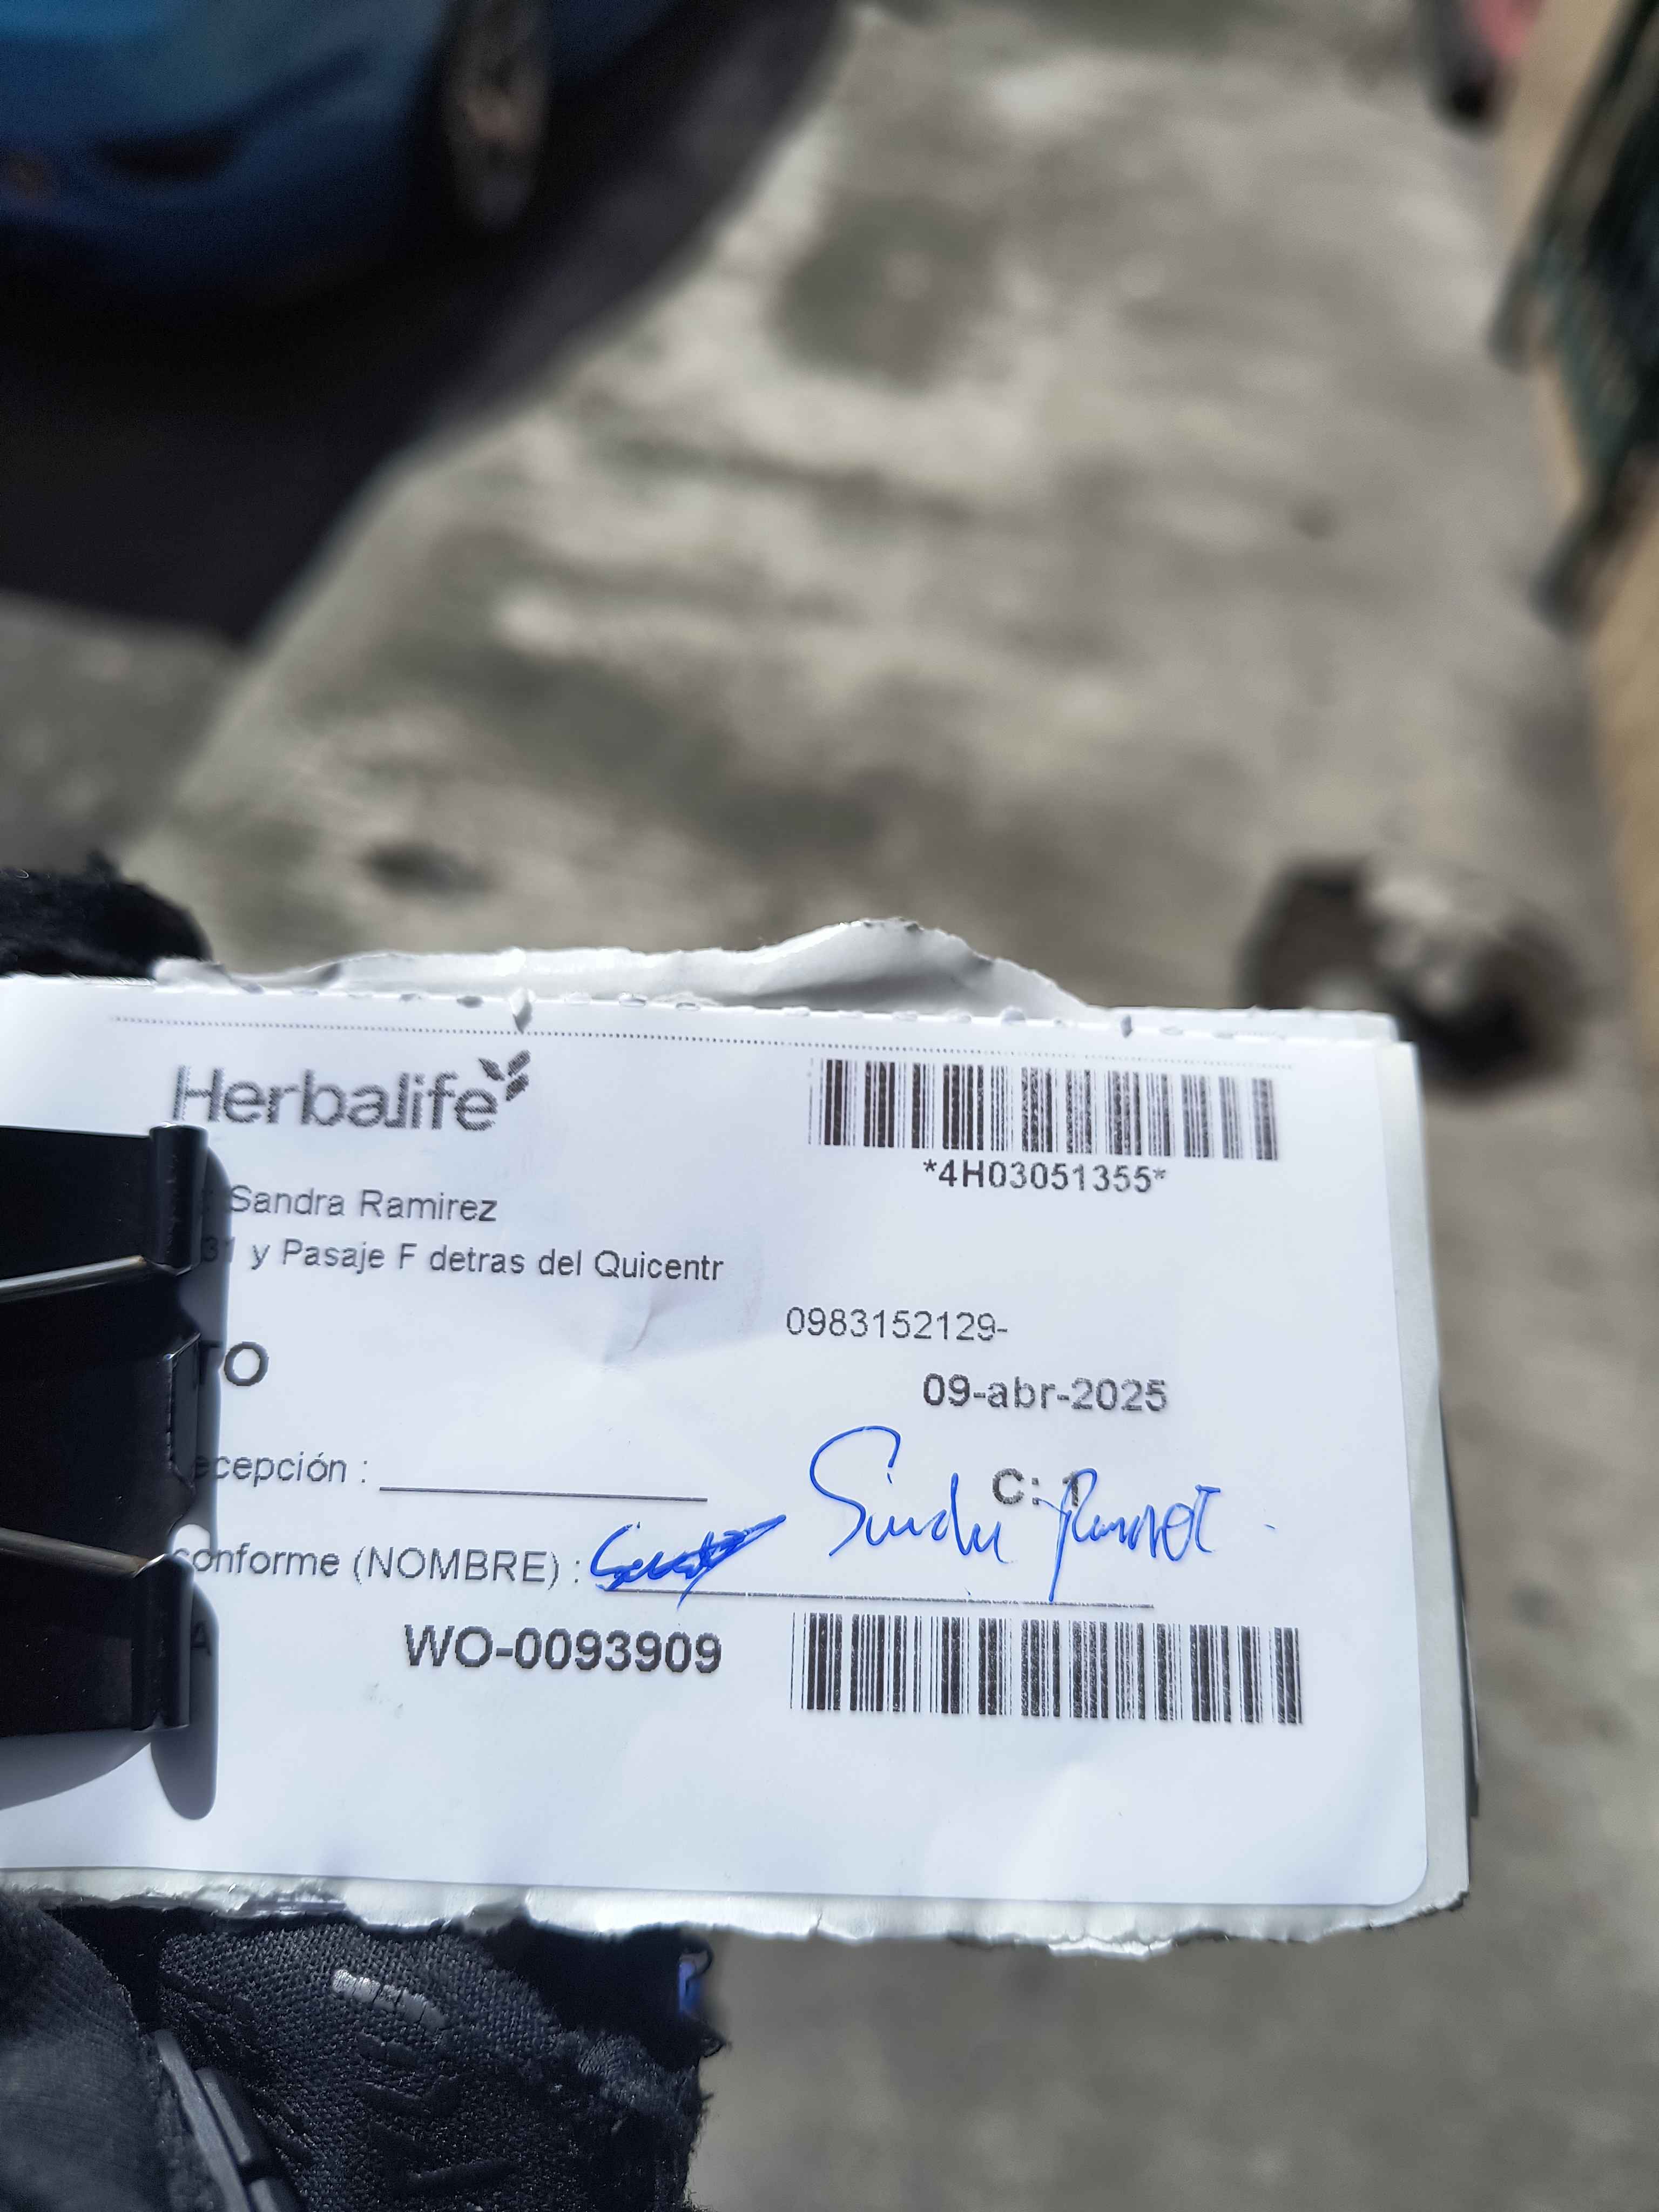 Herbalife
*4H03051355*
: Sandra Ramirez
31 y Pasaje F detras del Quicentr
0983152129-
TO
09-abr-2025
ecepción :
C: 1
conforme (NOMBRE) :
WO-0093909